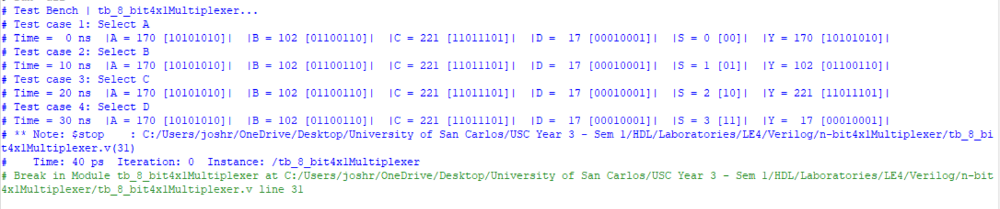 # Test Bench | tb_8_bit4x1Multiplexer...
# Test case 1: Select A
# Time =  0 ns  |A = 170 [10101010]|  |B = 102 [01100110]|  |C = 221 [11011101]|  |D =  17 [00010001]|  |S = 0 [00]|  |Y = 170 [10101010]|
# Test case 2: Select B
# Time = 10 ns  |A = 170 [10101010]|  |B = 102 [01100110]|  |C = 221 [11011101]|  |D =  17 [00010001]|  |S = 1 [01]|  |Y = 102 [01100110]|
# Test case 3: Select C
# Time = 20 ns  |A = 170 [10101010]|  |B = 102 [01100110]|  |C = 221 [11011101]|  |D =  17 [00010001]|  |S = 2 [10]|  |Y = 221 [11011101]|
# Test case 4: Select D
# Time = 30 ns  |A = 170 [10101010]|  |B = 102 [01100110]|  |C = 221 [11011101]|  |D =  17 [00010001]|  |S = 3 [11]|  |Y =  17 [00010001]|
# ** Note: $stop    : C:/Users/joshr/OneDrive/Desktop/University of San Carlos/USC Year 3 - Sem 1/HDL/Laboratories/LE4/Verilog/n-bit4x1Multiplexer/tb_8_bi
t4x1Multiplexer.v(31)
#    Time: 40 ps  Iteration: 0  Instance: /tb_8_bit4x1Multiplexer
# Break in Module tb_8_bit4x1Multiplexer at C:/Users/joshr/OneDrive/Desktop/University of San Carlos/USC Year 3 - Sem 1/HDL/Laboratories/LE4/Verilog/n-bit
4x1Multiplexer/tb_8_bit4x1Multiplexer.v line 31